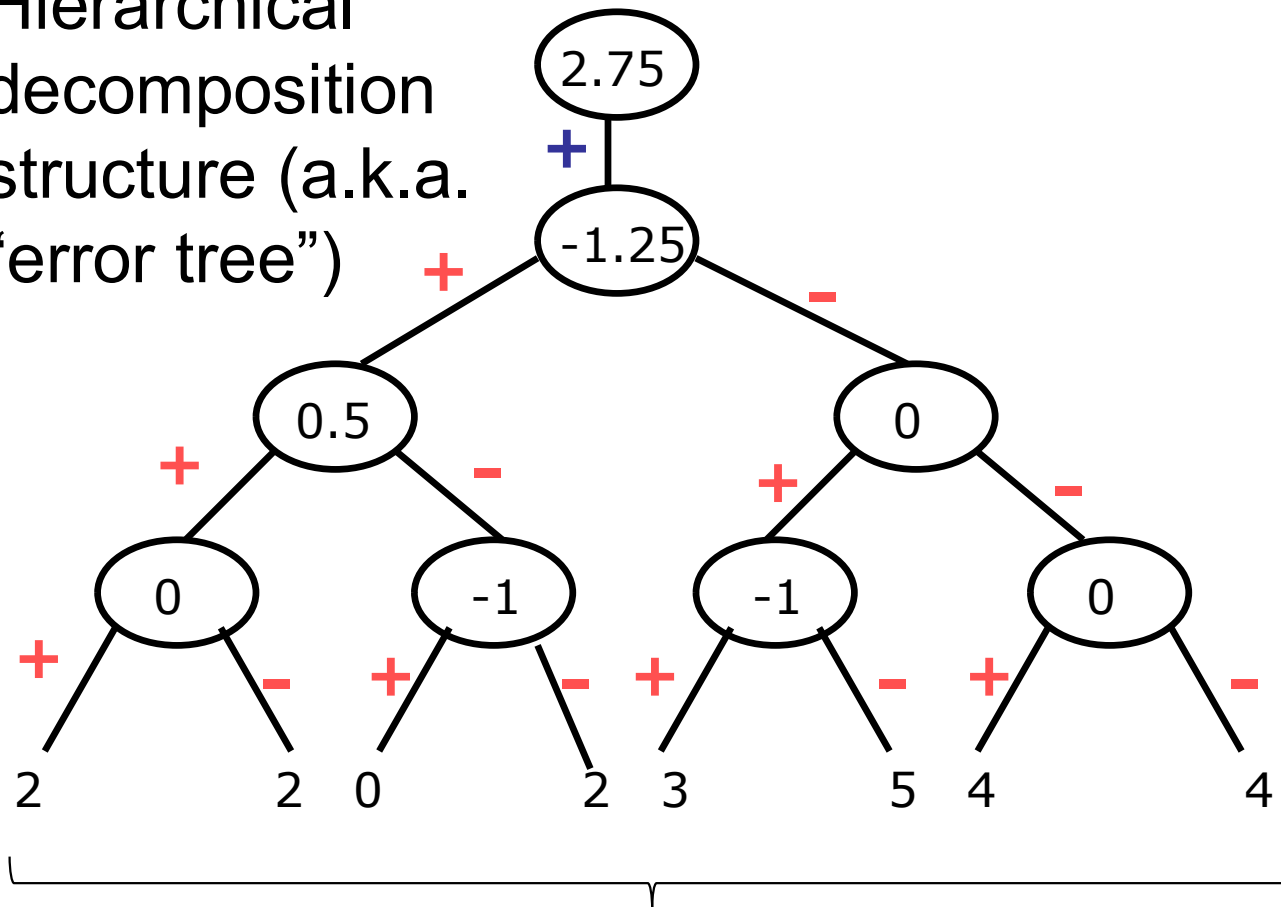 Hierarchical
decomposition
structure (a.k.a.
“error tree”)
2.75
+
-1.25
+ -
0.5 0
+ - + -
0 -1 -1 0
+ - + - + - + -
2 2 0 2 3 5 4 4